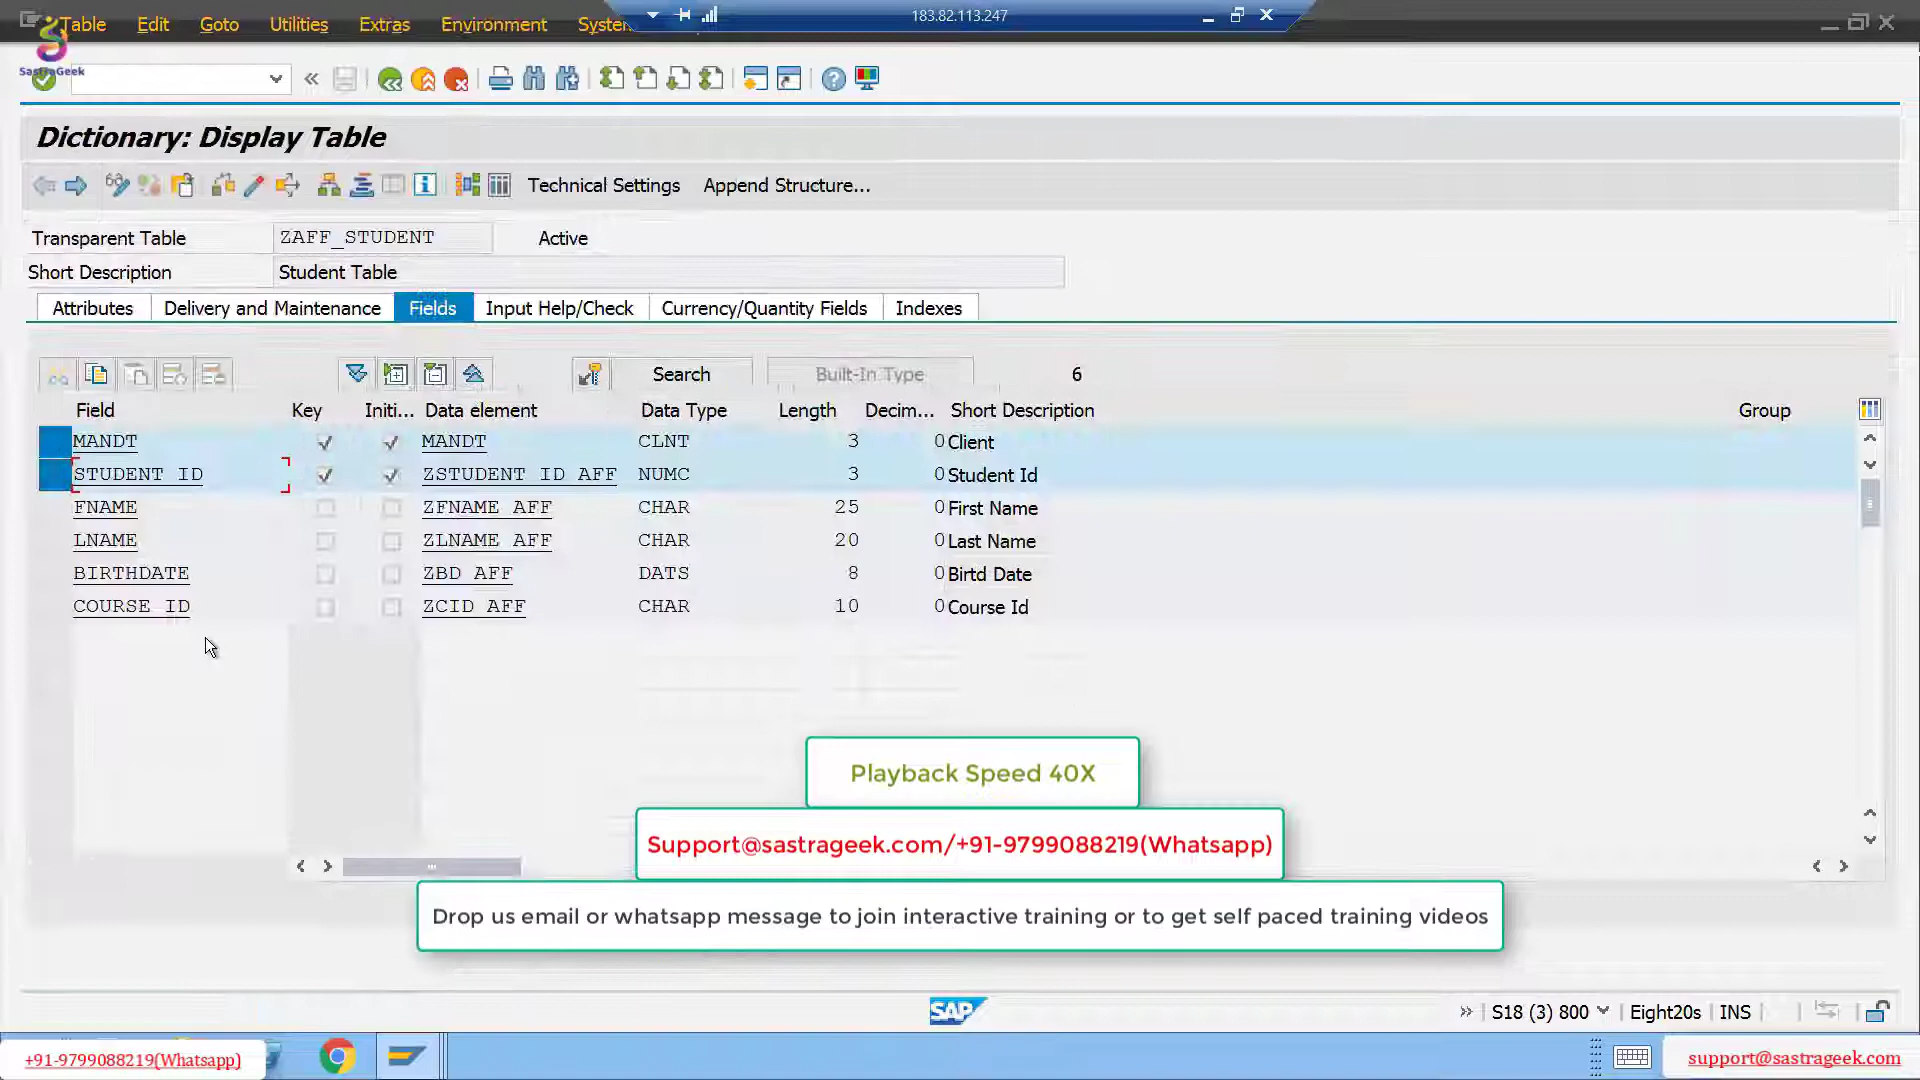 Table Edit Goto Utilities Extras Environment System
183.82.113.247
SastraGeek
Dictionary: Display Table
Technical Settings Append Structure...
Transparent Table ZAFF_STUDENT Active
Short Description Student Table
Attributes Delivery and Maintenance Fields Input Help/Check Currency/Quantity Fields Indexes
Search Built-In Type 6
Field Key Initi... Data element Data Type Length Decim... Short Description Group
MANDT MANDT CLNT 3 0 Client
STUDENT_ID ZSTUDENT_ID_AFF NUMC 3 0 Student Id
FNAME ZFNAME_AFF CHAR 25 0 First Name
LNAME ZLNAME_AFF CHAR 20 0 Last Name
BIRTHDATE ZBD_AFF DATS 8 0 Birtd Date
COURSE_ID ZCID_AFF CHAR 10 0 Course Id
Playback Speed 40X
Support@sastrageek.com/+91-9799088219(Whatsapp)
Drop us email or whatsapp message to join interactive training or to get self paced training videos
SAP
S18 (3) 800 Eight20s INS
+91-9799088219(Whatsapp)
support@sastrageek.com